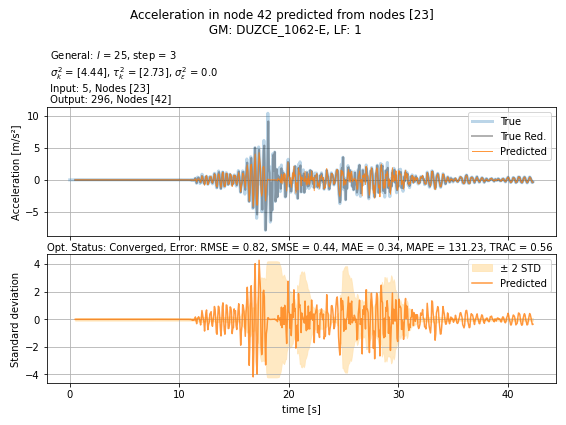 Acceleration in node 42 predicted from nodes [23]
GM: DUZCE_1062-E, LF: 1
General: l = 25, step = 3
σ²ₖ = [4.44], τ²ₖ = [2.73], σ²ε = 0.0
Input: 5, Nodes [23]
Output: 296, Nodes [42]
10
5
0
−5
Acceleration [m/s²]
True
True Red.
Predicted
Opt. Status: Converged, Error: RMSE = 0.82, SMSE = 0.44, MAE = 0.34, MAPE = 131.23, TRAC = 0.56
4
2
0
−2
−4
Standard deviation
± 2 STD
Predicted
0 10 20 30 40
time [s]